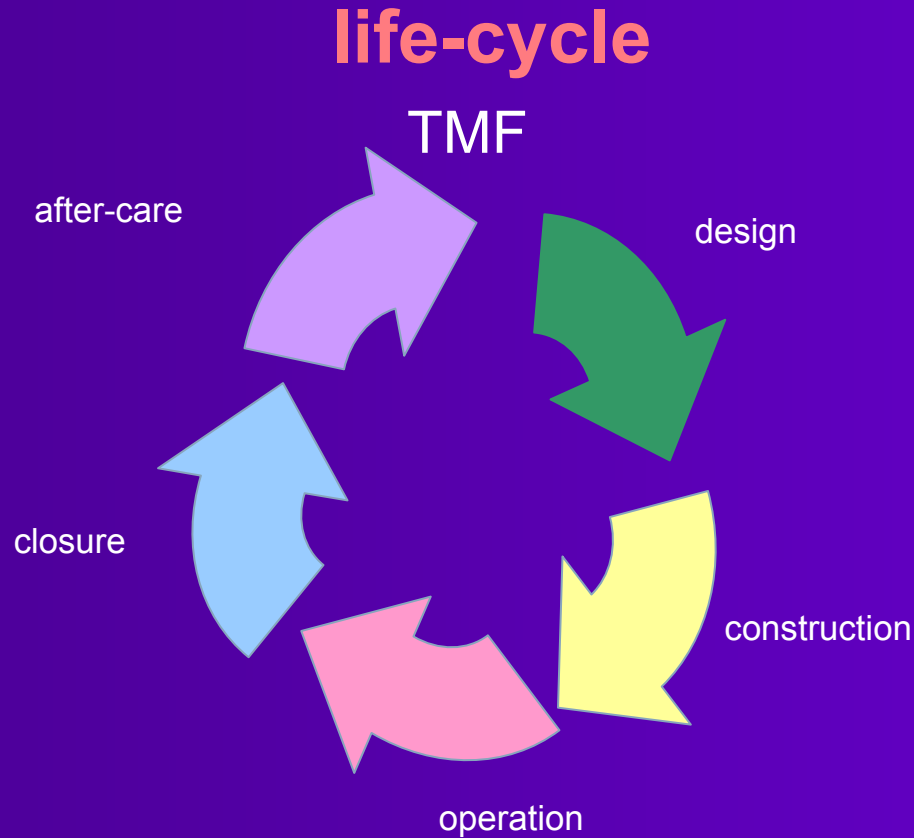 life-cycle
TMF
after-care
design
closure
construction
operation